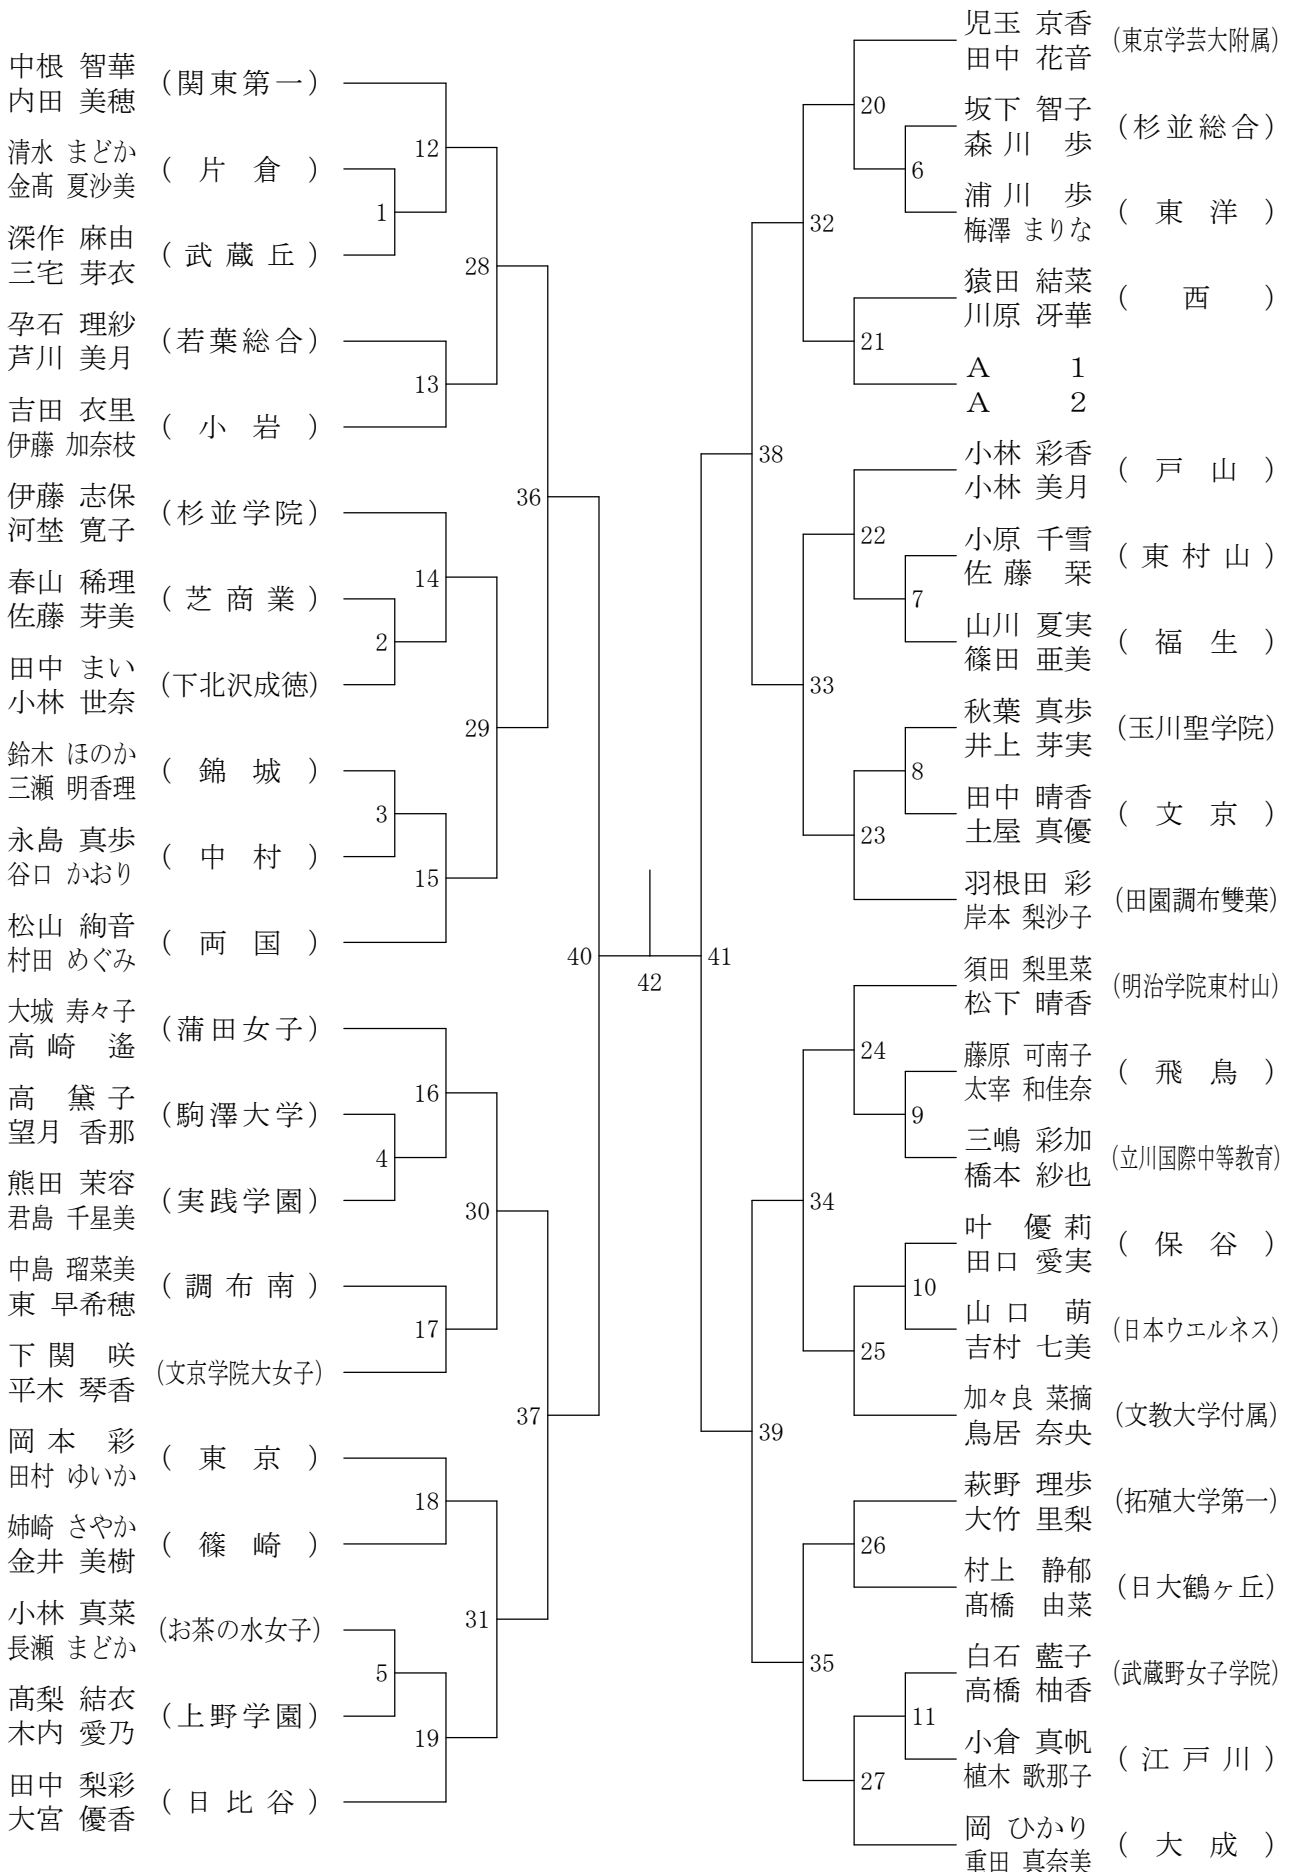 中根 智華
内田 美穂
(関東第一)
清水 まどか
金髙 夏沙美
(片倉)
深作 麻由
三宅 芽衣
(武蔵丘)
孕石 理紗
芦川 美月
(若葉総合)
吉田 衣里
伊藤 加奈枝
(小岩)
伊藤 志保
河埜 寛子
(杉並学院)
春山 稀理
佐藤 芽美
(芝商業)
田中 まい
小林 世奈
(下北沢成徳)
鈴木 ほのか
三瀬 明香理
(錦城)
永島 真歩
谷口 かおり
(中村)
松山 絢音
村田 めぐみ
(両国)
大城 寿々子
高崎 遙
(蒲田女子)
高 黛子
望月 香那
(駒澤大学)
熊田 茉容
君島 千星美
(実践学園)
中島 瑠菜美
東 早希穂
(調布南)
下関 咲
平木 琴香
(文京学院大女子)
岡本 彩
田村 ゆいか
(東京)
姉崎 さやか
金井 美樹
(篠崎)
小林 真菜
長瀬 まどか
(お茶の水女子)
髙梨 結衣
木内 愛乃
(上野学園)
田中 梨彩
大宮 優香
(日比谷)
12
1
28
13
36
14
2
29
3
15
40
16
4
30
17
37
18
31
5
19
42
41
20
6
32
21
38
22
7
33
8
23
24
9
34
10
25
39
26
35
11
27
児玉 京香
田中 花音
(東京学芸大附属)
坂下 智子
森川 歩
(杉並総合)
浦川 歩
梅澤 まりな
(東洋)
猿田 結菜
川原 冴華
(西)
A 1
A 2
小林 彩香
小林 美月
(戸山)
小原 千雪
佐藤 栞
(東村山)
山川 夏実
篠田 亜美
(福生)
秋葉 真歩
井上 芽実
(玉川聖学院)
田中 晴香
土屋 真優
(文京)
羽根田 彩
岸本 梨沙子
(田園調布雙葉)
須田 梨里菜
松下 晴香
(明治学院東村山)
藤原 可南子
太宰 和佳奈
(飛鳥)
三嶋 彩加
橋本 紗也
(立川国際中等教育)
叶 優莉
田口 愛実
(保谷)
山口 萌
吉村 七美
(日本ウエルネス)
加々良 菜摘
鳥居 奈央
(文教大学付属)
萩野 理歩
大竹 里梨
(拓殖大学第一)
村上 静郁
髙橋 由菜
(日大鶴ヶ丘)
白石 藍子
高橋 柚香
(武蔵野女子学院)
小倉 真帆
植木 歌那子
(江戸川)
岡 ひかり
重田 真奈美
(大成)